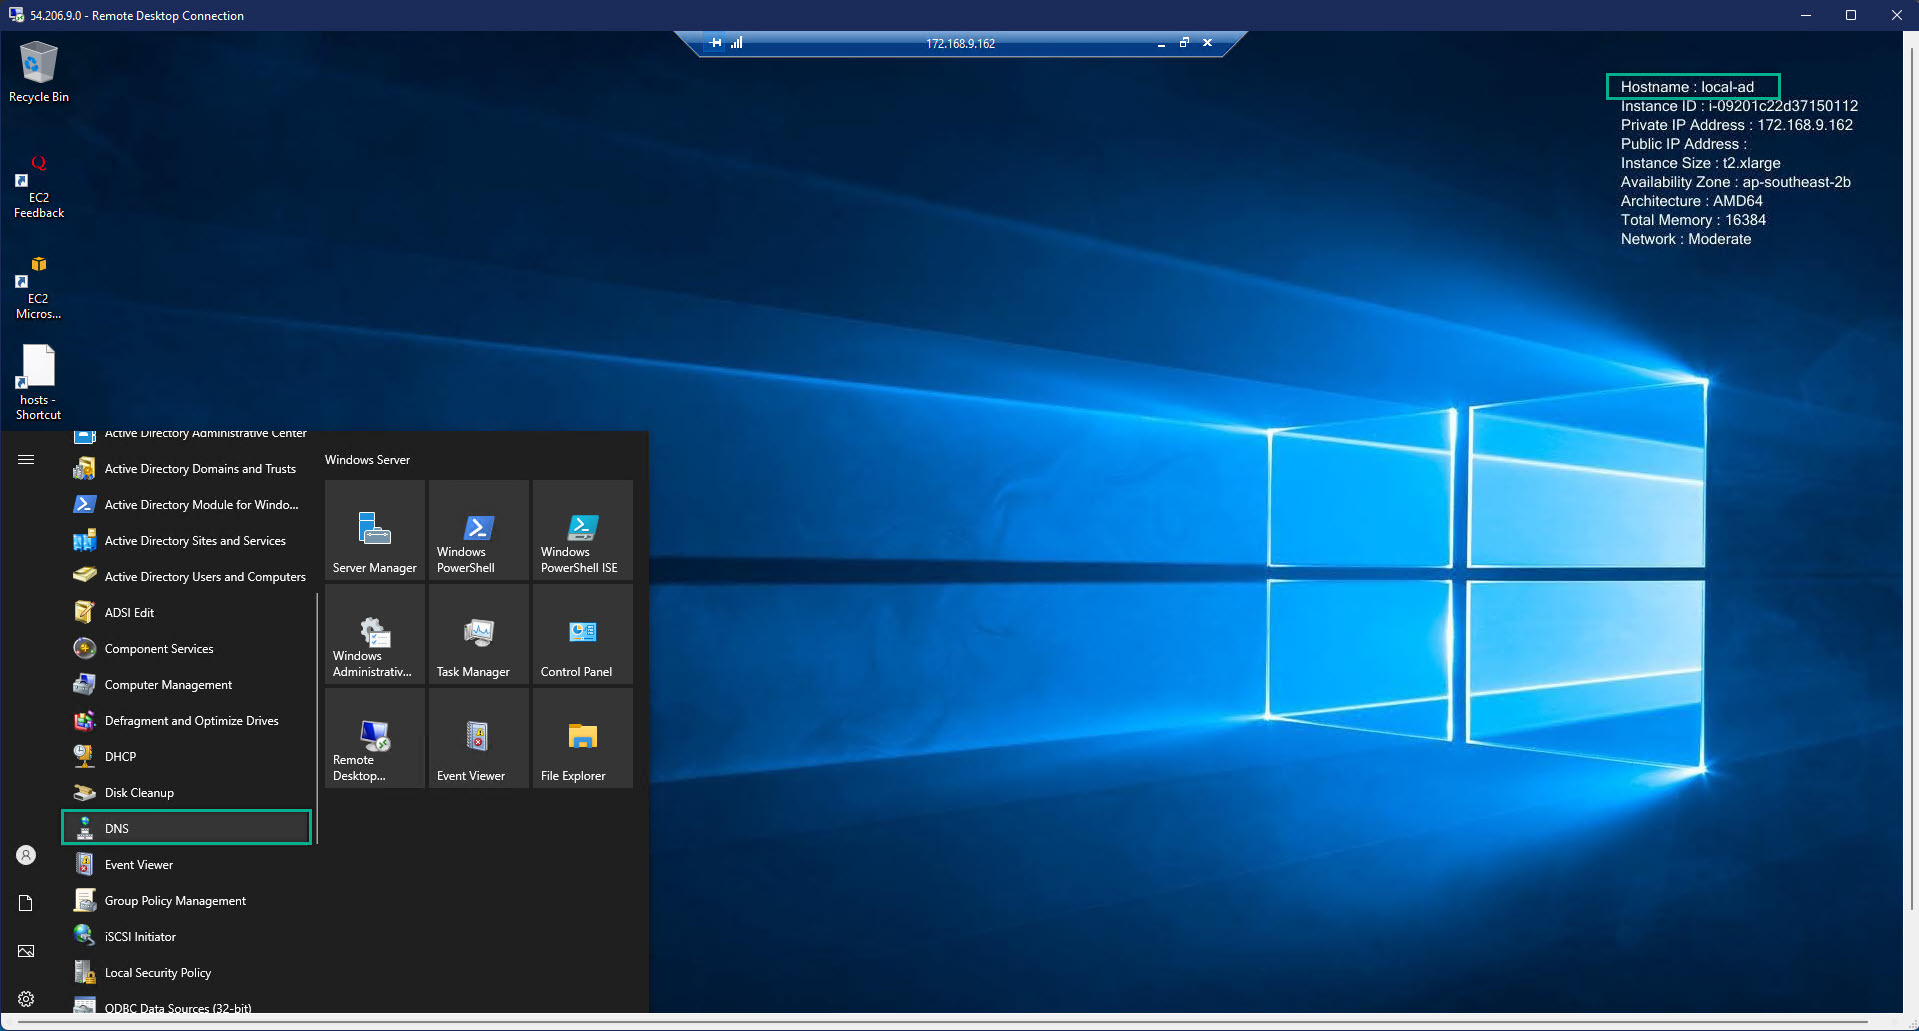 54.206.9.0 - Remote Desktop Connection
172.168.9.162
Recycle Bin
EC2
Feedback
EC2
Micros...
hosts -
Shortcut
Hostname : local-ad
Instance ID : i-09201c22d37150112
Private IP Address : 172.168.9.162
Public IP Address :
Instance Size : t2.xlarge
Availability Zone : ap-southeast-2b
Architecture : AMD64
Total Memory : 16384
Network : Moderate
Active Directory Administrative Center
Active Directory Domains and Trusts
Active Directory Module for Windo...
Active Directory Sites and Services
Active Directory Users and Computers
ADSI Edit
Component Services
Computer Management
Defragment and Optimize Drives
DHCP
Disk Cleanup
DNS
Event Viewer
Group Policy Management
iSCSI Initiator
Local Security Policy
ODBC Data Sources (32-bit)
Windows Server
Server Manager
Windows
PowerShell
Windows
PowerShell ISE
Windows
Administrativ...
Task Manager
Control Panel
Remote
Desktop...
Event Viewer
File Explorer